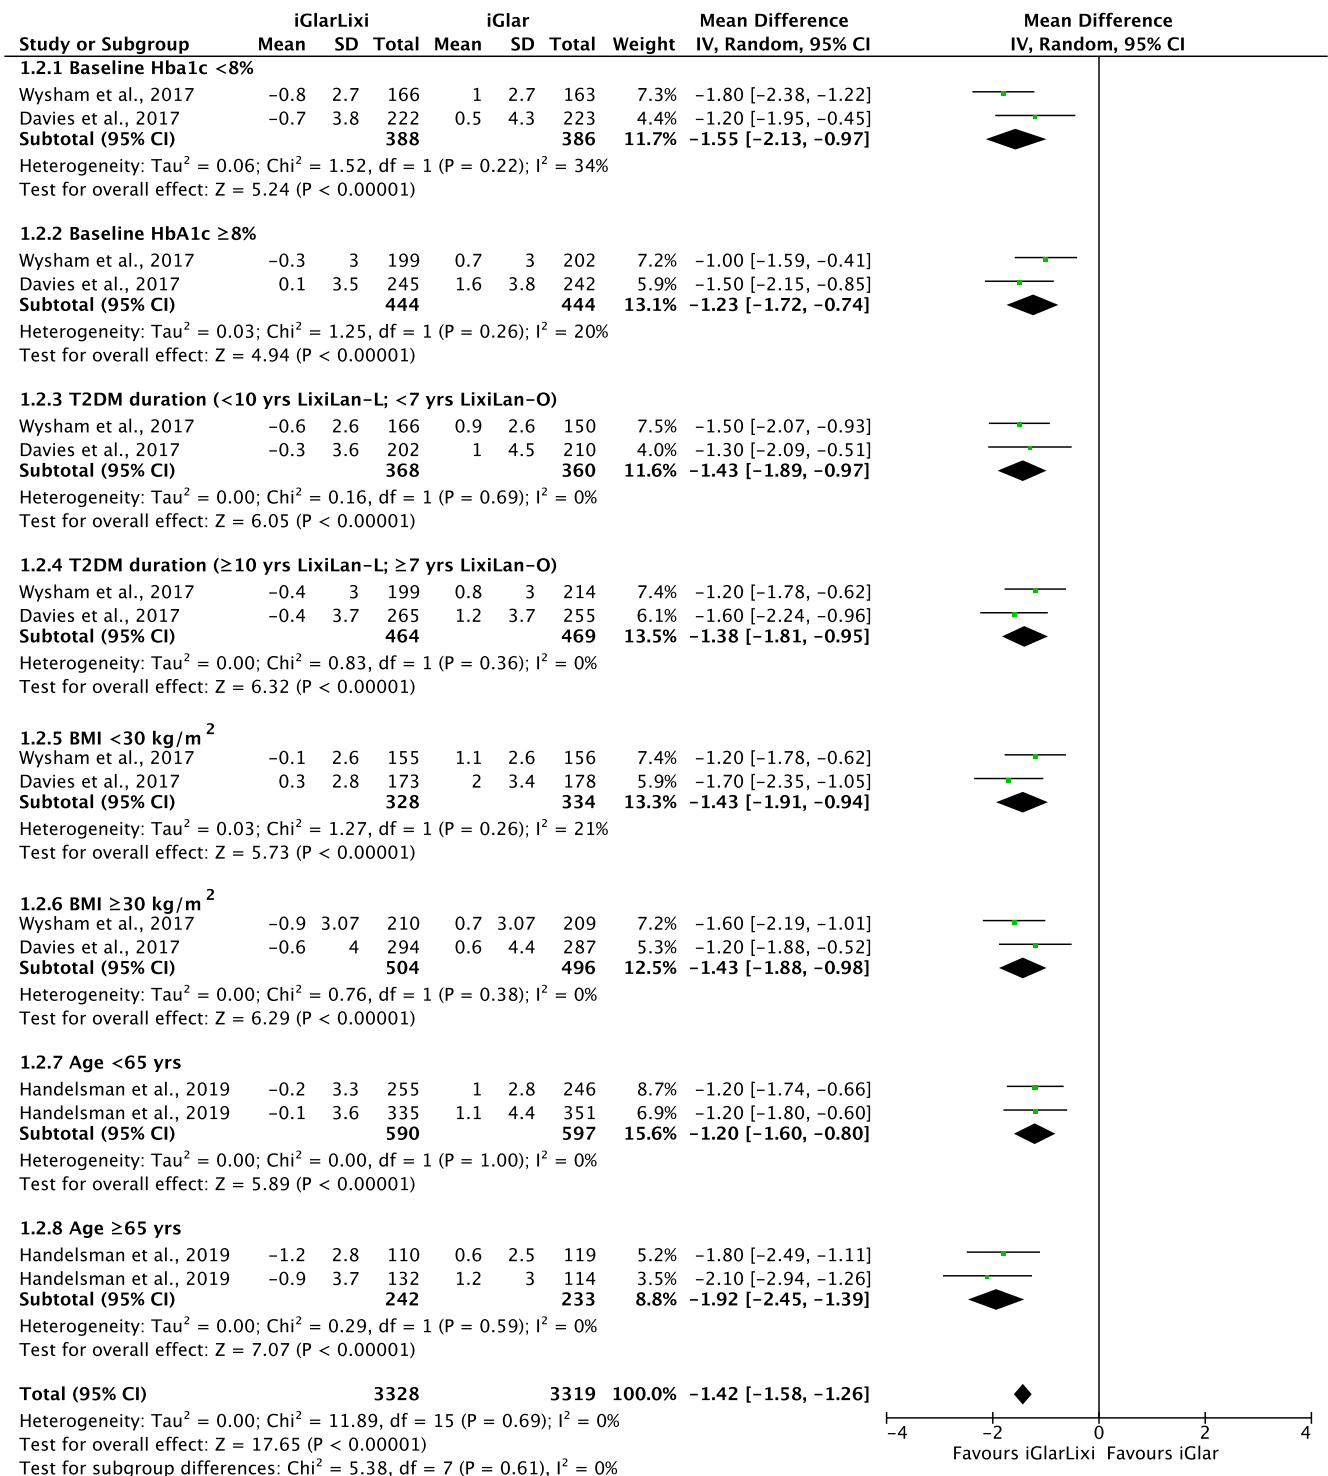 iGlarLixi iGlar Mean Difference Mean Difference
Study or Subgroup Mean SD Total Mean SD Total Weight IV, Random, 95% CI IV, Random, 95% CI
1.2.1 Baseline Hba1c <8%
Wysham et al., 2017 −0.8 2.7 166 1 2.7 163 7.3% −1.80 [−2.38, −1.22]
Davies et al., 2017 −0.7 3.8 222 0.5 4.3 223 4.4% −1.20 [−1.95, −0.45]
Subtotal (95% CI) 388 386 11.7% −1.55 [−2.13, −0.97]
Heterogeneity: Tau² = 0.06; Chi² = 1.52, df = 1 (P = 0.22); I² = 34%
Test for overall effect: Z = 5.24 (P < 0.00001)
1.2.2 Baseline HbA1c ≥8%
Wysham et al., 2017 −0.3 3 199 0.7 3 202 7.2% −1.00 [−1.59, −0.41]
Davies et al., 2017 0.1 3.5 245 1.6 3.8 242 5.9% −1.50 [−2.15, −0.85]
Subtotal (95% CI) 444 444 13.1% −1.23 [−1.72, −0.74]
Heterogeneity: Tau² = 0.03; Chi² = 1.25, df = 1 (P = 0.26); I² = 20%
Test for overall effect: Z = 4.94 (P < 0.00001)
1.2.3 T2DM duration (<10 yrs LixiLan−L; <7 yrs LixiLan−O)
Wysham et al., 2017 −0.6 2.6 166 0.9 2.6 150 7.5% −1.50 [−2.07, −0.93]
Davies et al., 2017 −0.3 3.6 202 1 4.5 210 4.0% −1.30 [−2.09, −0.51]
Subtotal (95% CI) 368 360 11.6% −1.43 [−1.89, −0.97]
Heterogeneity: Tau² = 0.00; Chi² = 0.16, df = 1 (P = 0.69); I² = 0%
Test for overall effect: Z = 6.05 (P < 0.00001)
1.2.4 T2DM duration (≥10 yrs LixiLan−L; ≥7 yrs LixiLan−O)
Wysham et al., 2017 −0.4 3 199 0.8 3 214 7.4% −1.20 [−1.78, −0.62]
Davies et al., 2017 −0.4 3.7 265 1.2 3.7 255 6.1% −1.60 [−2.24, −0.96]
Subtotal (95% CI) 464 469 13.5% −1.38 [−1.81, −0.95]
Heterogeneity: Tau² = 0.00; Chi² = 0.83, df = 1 (P = 0.36); I² = 0%
Test for overall effect: Z = 6.32 (P < 0.00001)
1.2.5 BMI <30 kg/m²
Wysham et al., 2017 −0.1 2.6 155 1.1 2.6 156 7.4% −1.20 [−1.78, −0.62]
Davies et al., 2017 0.3 2.8 173 2 3.4 178 5.9% −1.70 [−2.35, −1.05]
Subtotal (95% CI) 328 334 13.3% −1.43 [−1.91, −0.94]
Heterogeneity: Tau² = 0.03; Chi² = 1.27, df = 1 (P = 0.26); I² = 21%
Test for overall effect: Z = 5.73 (P < 0.00001)
1.2.6 BMI ≥30 kg/m²
Wysham et al., 2017 −0.9 3.07 210 0.7 3.07 209 7.2% −1.60 [−2.19, −1.01]
Davies et al., 2017 −0.6 4 294 0.6 4.4 287 5.3% −1.20 [−1.88, −0.52]
Subtotal (95% CI) 504 496 12.5% −1.43 [−1.88, −0.98]
Heterogeneity: Tau² = 0.00; Chi² = 0.76, df = 1 (P = 0.38); I² = 0%
Test for overall effect: Z = 6.29 (P < 0.00001)
1.2.7 Age <65 yrs
Handelsman et al., 2019 −0.2 3.3 255 1 2.8 246 8.7% −1.20 [−1.74, −0.66]
Handelsman et al., 2019 −0.1 3.6 335 1.1 4.4 351 6.9% −1.20 [−1.80, −0.60]
Subtotal (95% CI) 590 597 15.6% −1.20 [−1.60, −0.80]
Heterogeneity: Tau² = 0.00; Chi² = 0.00, df = 1 (P = 1.00); I² = 0%
Test for overall effect: Z = 5.89 (P < 0.00001)
1.2.8 Age ≥65 yrs
Handelsman et al., 2019 −1.2 2.8 110 0.6 2.5 119 5.2% −1.80 [−2.49, −1.11]
Handelsman et al., 2019 −0.9 3.7 132 1.2 3 114 3.5% −2.10 [−2.94, −1.26]
Subtotal (95% CI) 242 233 8.8% −1.92 [−2.45, −1.39]
Heterogeneity: Tau² = 0.00; Chi² = 0.29, df = 1 (P = 0.59); I² = 0%
Test for overall effect: Z = 7.07 (P < 0.00001)
Total (95% CI) 3328 3319 100.0% −1.42 [−1.58, −1.26]
Heterogeneity: Tau² = 0.00; Chi² = 11.89, df = 15 (P = 0.69); I² = 0%
Test for overall effect: Z = 17.65 (P < 0.00001)
Test for subgroup differences: Chi² = 5.38, df = 7 (P = 0.61), I² = 0%
−4 −2 0 2 4
Favours iGlarLixi Favours iGlar